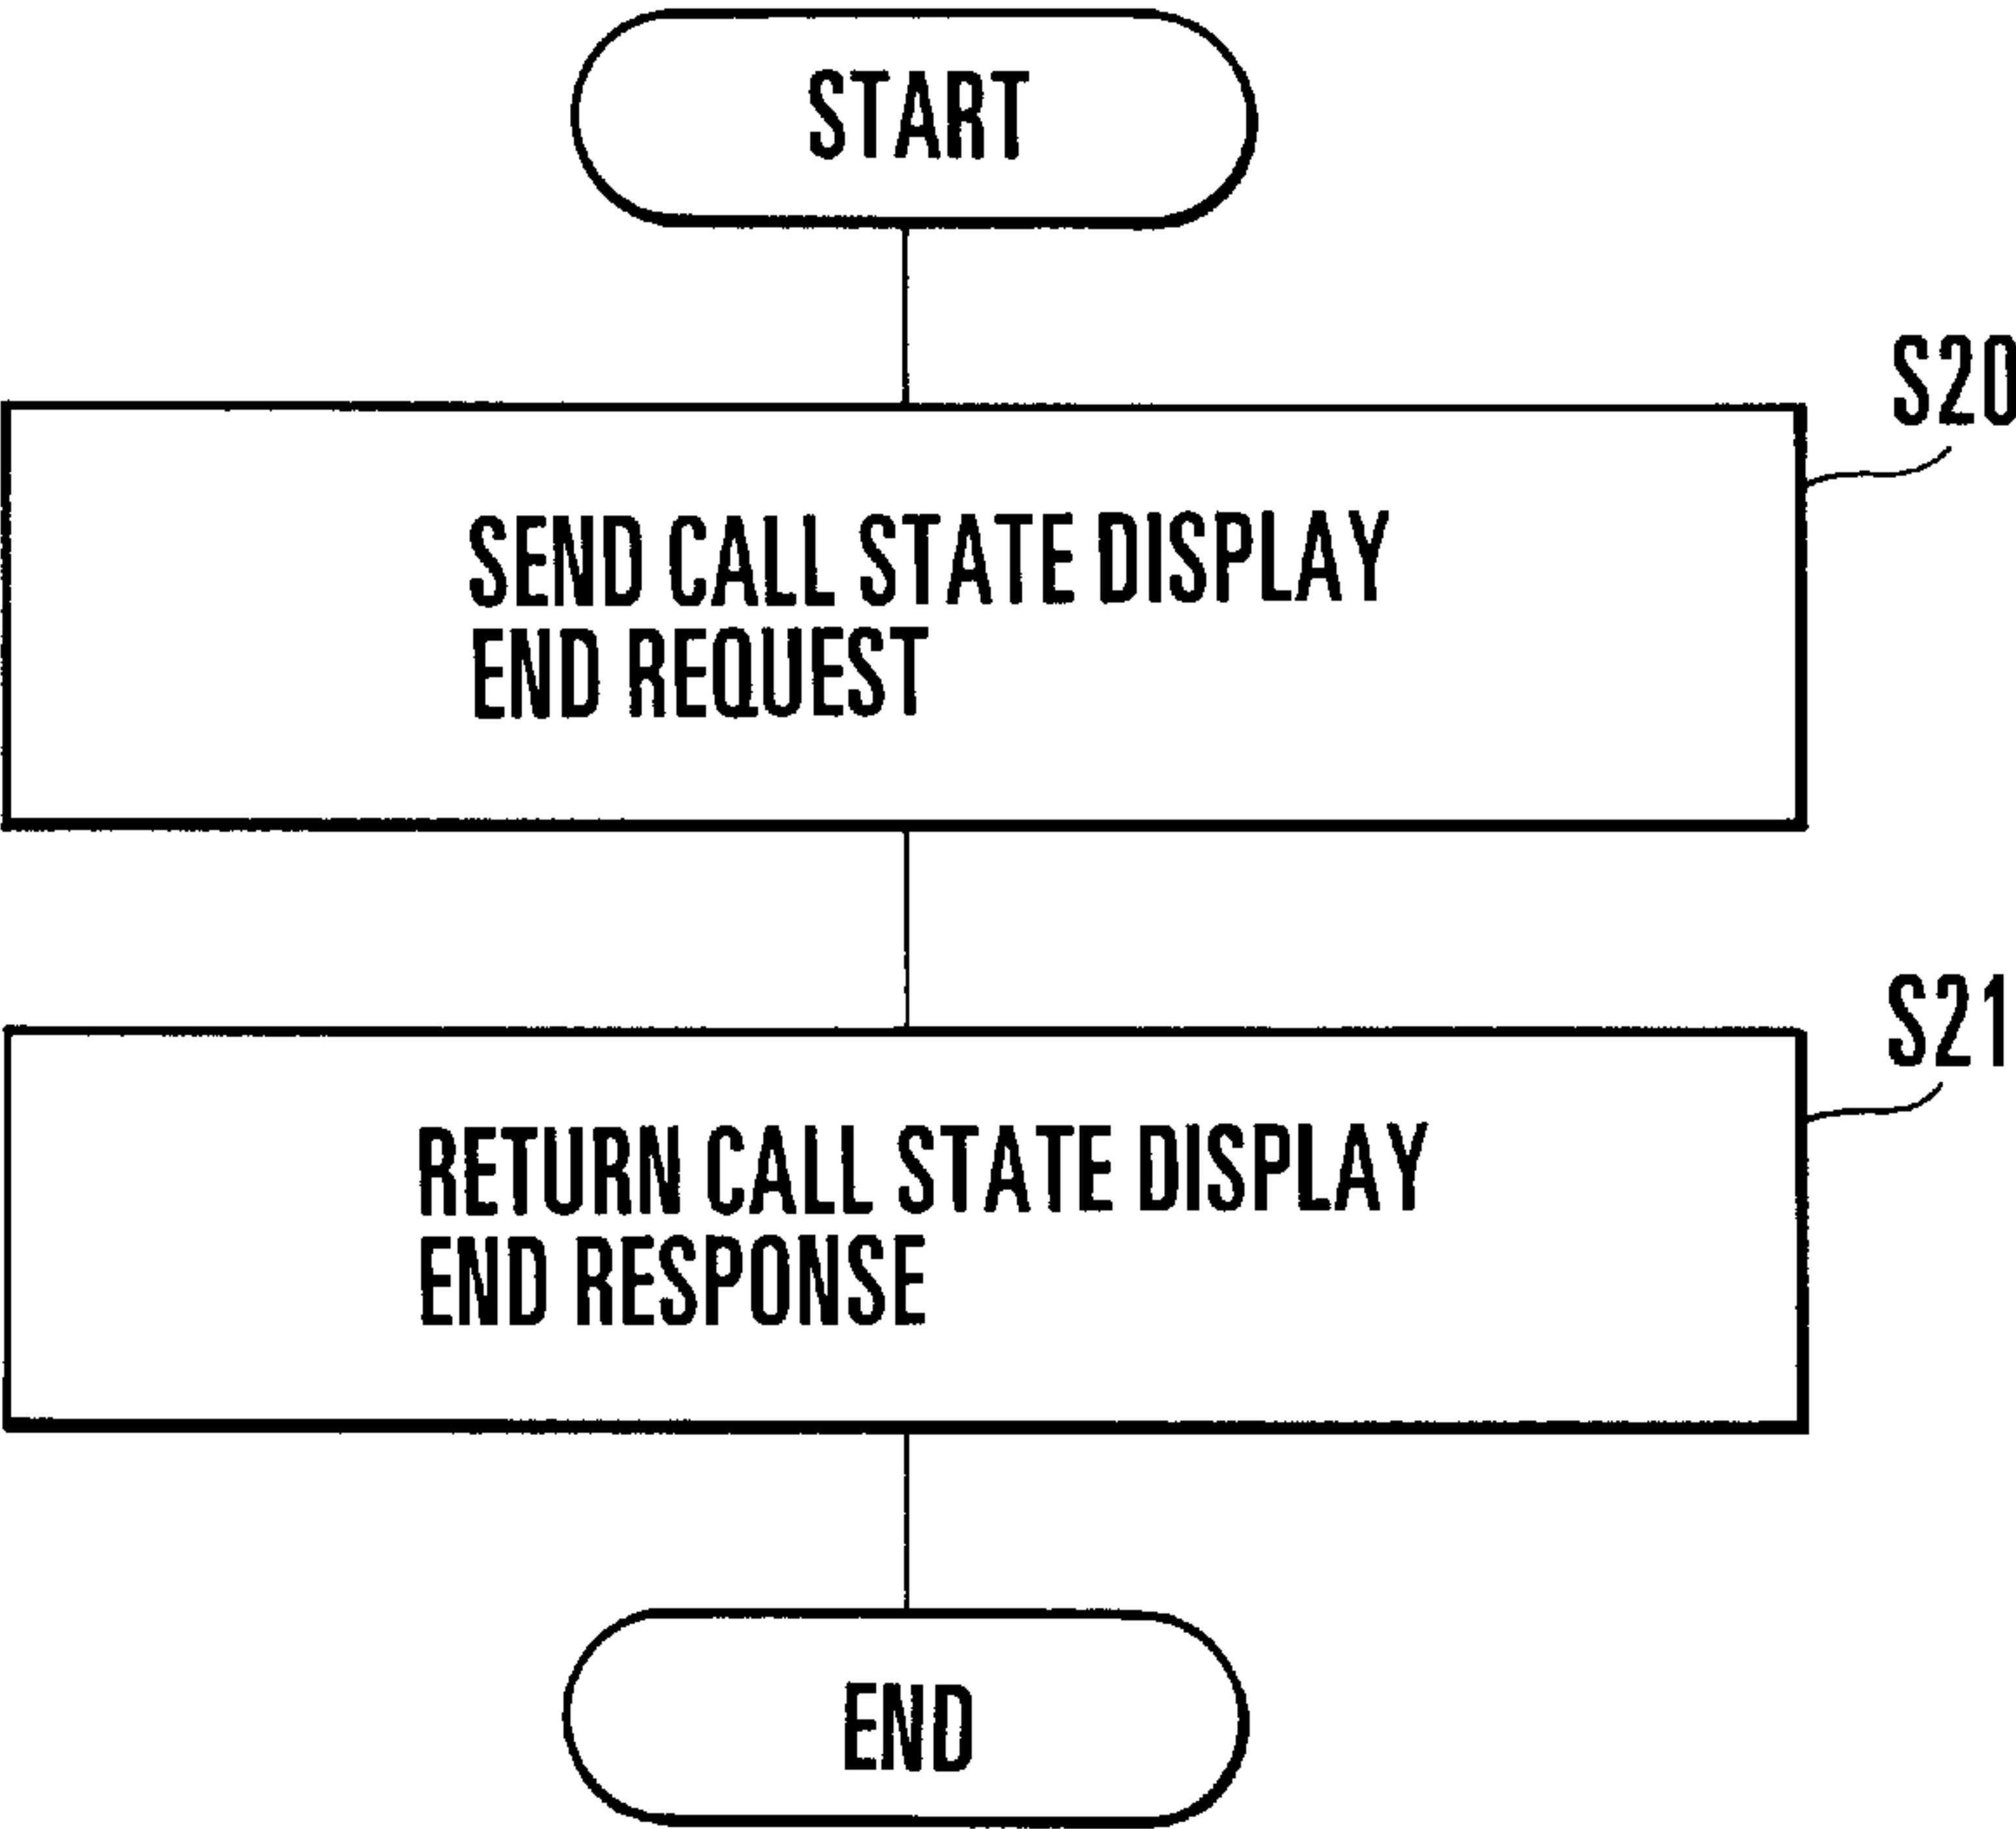 START
S20
SEND CALL STATE DISPLAY
END REQUEST
S21
RETURN CALL STATE DISPLAY
END RESPONSE
END